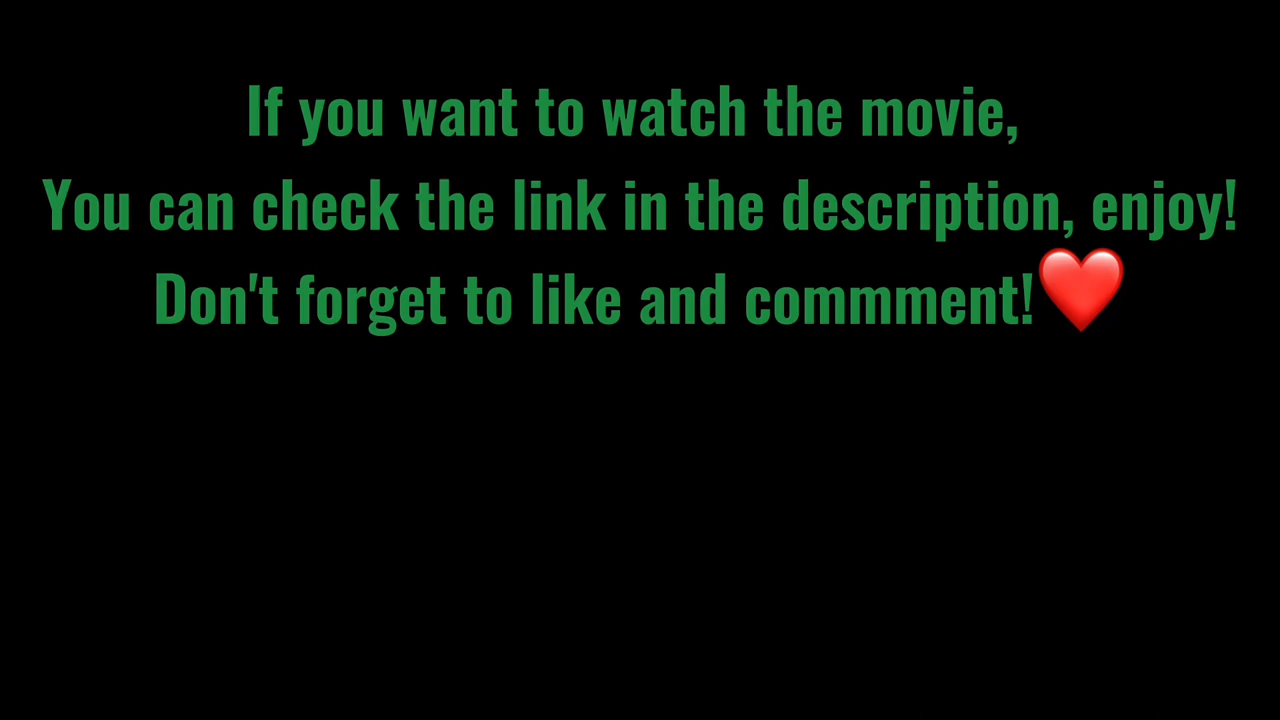 If you want to watch the movie,
You can check the link in the description, enjoy!
Don't forget to like and commment!❤️